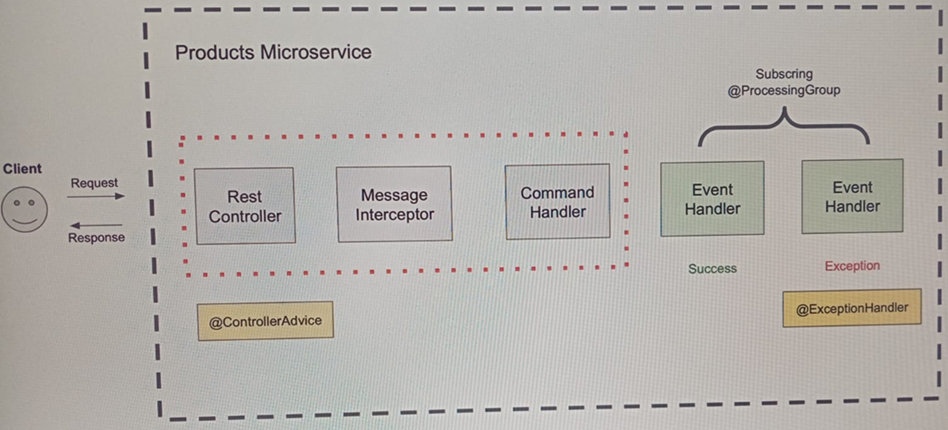 Products Microservice
Subscring
@ProcessingGroup
Client
Request
Response
Rest
Controller
Message
Interceptor
Command
Handler
Event
Handler
Event
Handler
Success
Exception
@ControllerAdvice
@ExceptionHandler